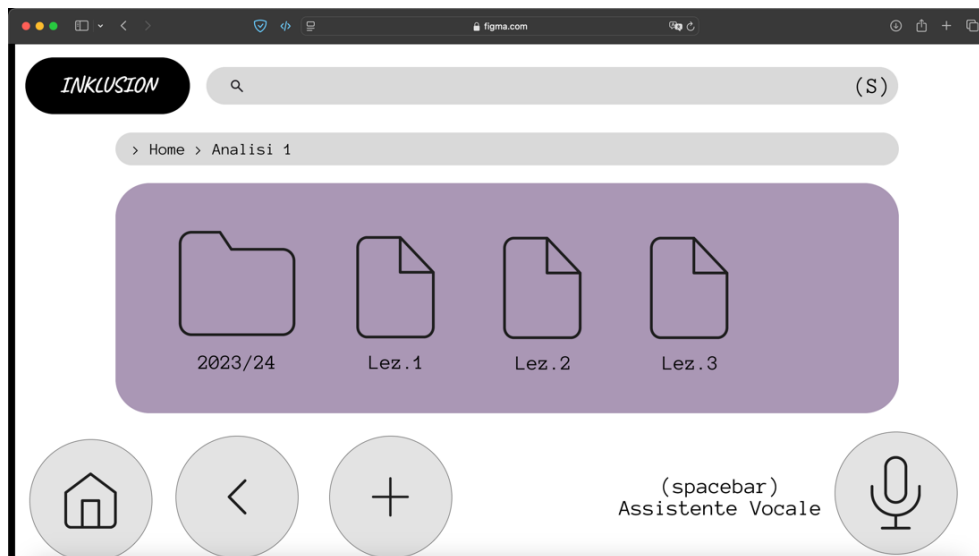 figma.com
INKLUSION
(S)
> Home > Analisi 1
2023/24
Lez.1
Lez.2
Lez.3
(spacebar)
Assistente Vocale